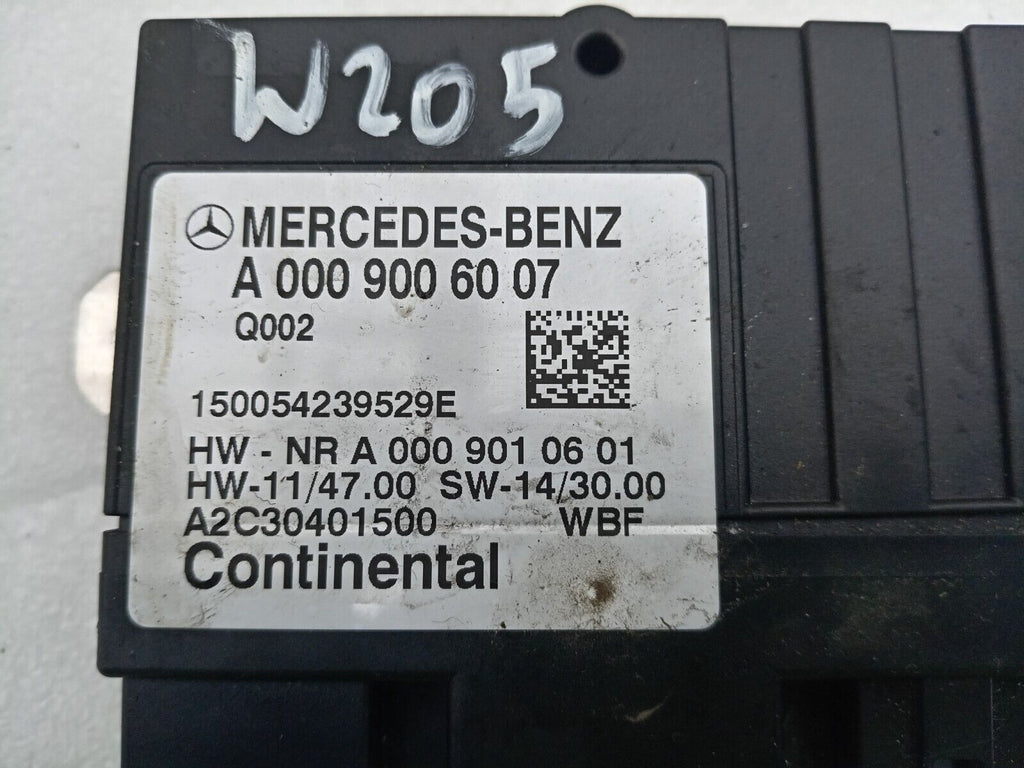 W205
MERCEDES-BENZ
A 000 900 60 07
Q002
150054239529E
HW - NR A 000 901 06 01
HW-11/47.00 SW-14/30.00
A2C30401500 WBF
Continental